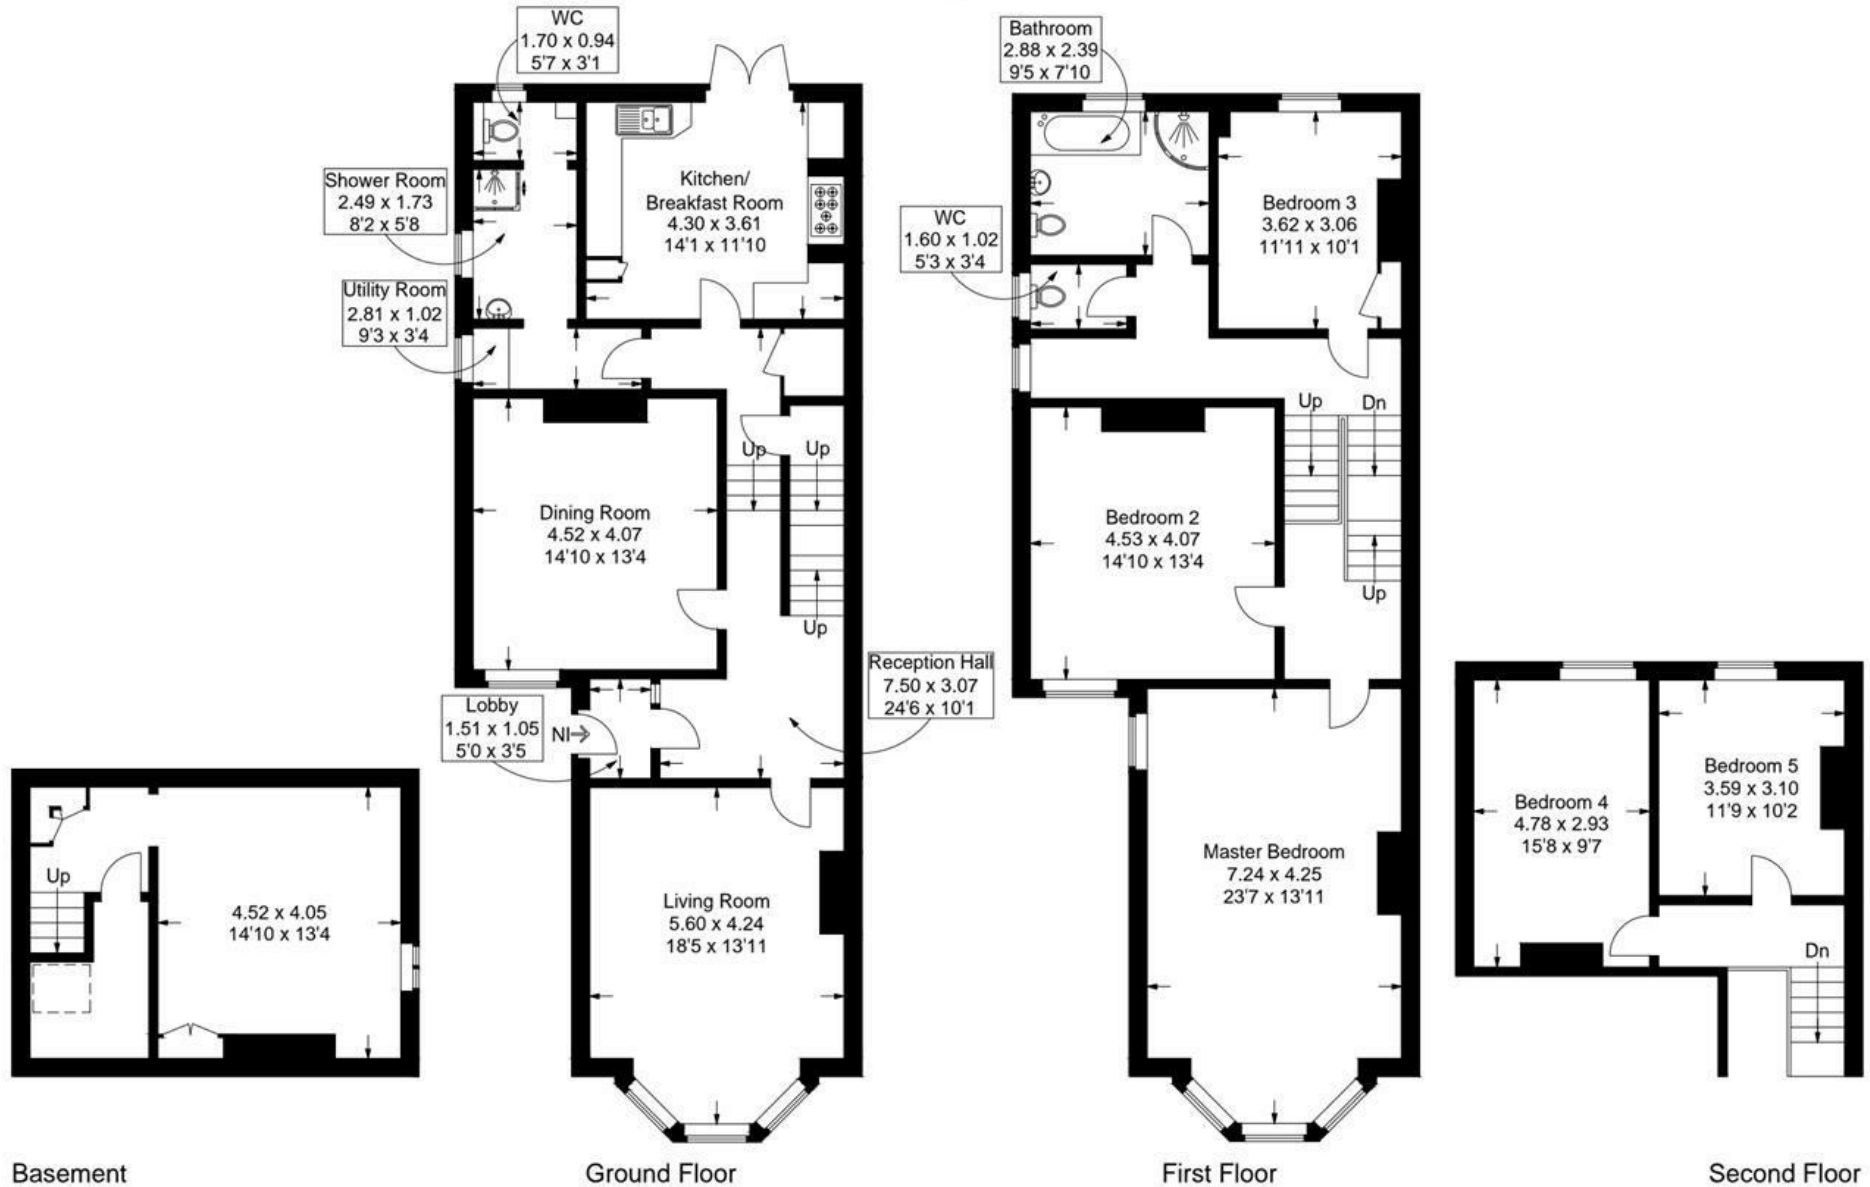 WC
1.70 x 0.94
5'7 x 3'1
Shower Room
2.49 x 1.73
8'2 x 5'8
Utility Room
2.81 x 1.02
9'3 x 3'4
Kitchen/
Breakfast Room
4.30 x 3.61
14'1 x 11'10
Up
Up
Dining Room
4.52 x 4.07
14'10 x 13'4
Up
Reception Hall
7.50 x 3.07
24'6 x 10'1
Lobby
1.51 x 1.05
5'0 x 3'5
NI
Living Room
5.60 x 4.24
18'5 x 13'11
Up
4.52 x 4.05
14'10 x 13'4
Bathroom
2.88 x 2.39
9'5 x 7'10
WC
1.60 x 1.02
5'3 x 3'4
Bedroom 3
3.62 x 3.06
11'11 x 10'1
Up
Dn
Bedroom 2
4.53 x 4.07
14'10 x 13'4
Up
Master Bedroom
7.24 x 4.25
23'7 x 13'11
Bedroom 4
4.78 x 2.93
15'8 x 9'7
Bedroom 5
3.59 x 3.10
11'9 x 10'2
Dn
Basement
Ground Floor
First Floor
Second Floor